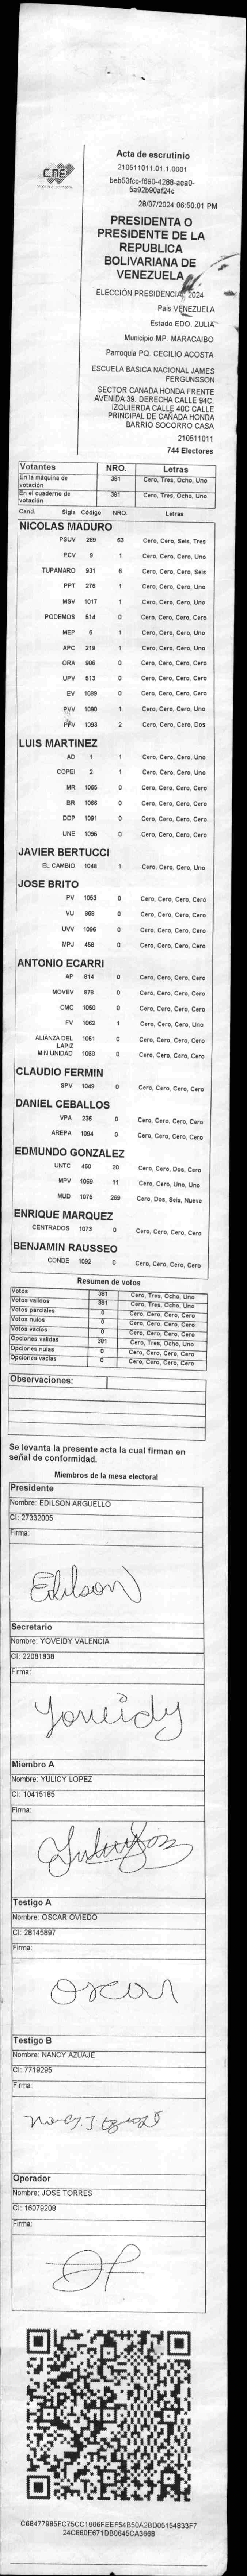 Acta de escrutinio
210511011.01.1.0001
beb53fcc-f690-4288-aea0-
5a92b90af24c
28/07/2024 06:50:01 PM
CNE
PRESIDENTA O
PRESIDENTE DE LA
REPUBLICA
BOLIVARIANA DE
VENEZUELA
ELECCIÓN PRESIDENCIAL 2024
País VENEZUELA
Estado EDO. ZULIA
Municipio MP. MARACAIBO
Parroquia PQ. CECILIO ACOSTA
ESCUELA BASICA NACIONAL JAMES
FERGUNSSON
SECTOR CANADA HONDA FRENTE
AVENIDA 39. DERECHA CALLE 94C.
IZQUIERDA CALLE 40C CALLE
PRINCIPAL DE CAÑADA HONDA
BARRIO SOCORRO CASA
210511011
744 Electores
Votantes NRO. Letras
En la máquina de votación 381 Cero, Tres, Ocho, Uno
En el cuaderno de votación 381 Cero, Tres, Ocho, Uno
Cand. Sigla Código NRO. Letras
NICOLAS MADURO
PSUV 269 63 Cero, Cero, Seis, Tres
PCV 9 1 Cero, Cero, Cero, Uno
TUPAMARO 931 6 Cero, Cero, Cero, Seis
PPT 276 1 Cero, Cero, Cero, Uno
MSV 1017 1 Cero, Cero, Cero, Uno
PODEMOS 514 0 Cero, Cero, Cero, Cero
MEP 6 1 Cero, Cero, Cero, Uno
APC 219 1 Cero, Cero, Cero, Uno
ORA 906 0 Cero, Cero, Cero, Cero
UPV 613 0 Cero, Cero, Cero, Cero
EV 1089 0 Cero, Cero, Cero, Cero
PVV 1090 1 Cero, Cero, Cero, Uno
PFV 1093 2 Cero, Cero, Cero, Dos
LUIS MARTINEZ
AD 1 1 Cero, Cero, Cero, Uno
COPEI 2 1 Cero, Cero, Cero, Uno
MR 1065 0 Cero, Cero, Cero, Cero
BR 1066 0 Cero, Cero, Cero, Cero
DDP 1091 0 Cero, Cero, Cero, Cero
UNE 1095 0 Cero, Cero, Cero, Cero
JAVIER BERTUCCI
EL CAMBIO 1048 1 Cero, Cero, Cero, Uno
JOSE BRITO
PV 1053 0 Cero, Cero, Cero, Cero
VU 868 0 Cero, Cero, Cero, Cero
UVV 1096 0 Cero, Cero, Cero, Cero
MPJ 458 0 Cero, Cero, Cero, Cero
ANTONIO ECARRI
AP 814 0 Cero, Cero, Cero, Cero
MOVEV 879 0 Cero, Cero, Cero, Cero
CMC 1050 0 Cero, Cero, Cero, Cero
FV 1062 1 Cero, Cero, Cero, Uno
ALIANZA DEL LAPIZ 1051 0 Cero, Cero, Cero, Cero
MIN UNIDAD 1068 0 Cero, Cero, Cero, Cero
CLAUDIO FERMIN
SPV 1049 0 Cero, Cero, Cero, Cero
DANIEL CEBALLOS
VPA 236 0 Cero, Cero, Cero, Cero
AREPA 1094 0 Cero, Cero, Cero, Cero
EDMUNDO GONZALEZ
UNTC 460 20 Cero, Cero, Dos, Cero
MPV 1069 11 Cero, Cero, Uno, Uno
MUD 1075 269 Cero, Dos, Seis, Nueve
ENRIQUE MARQUEZ
CENTRADOS 1073 0 Cero, Cero, Cero, Cero
BENJAMIN RAUSSEO
CONDE 1092 0 Cero, Cero, Cero, Cero
Resumen de votos
Votos 381 Cero, Tres, Ocho, Uno
Votos validos 381 Cero, Tres, Ocho, Uno
Votos parciales 0 Cero, Cero, Cero, Cero
Votos nulos 0 Cero, Cero, Cero, Cero
Votos vacios 0 Cero, Cero, Cero, Cero
Opciones validas 381 Cero, Tres, Ocho, Uno
Opciones nulas 0 Cero, Cero, Cero, Cero
Opciones vacias 0 Cero, Cero, Cero, Cero
Observaciones:
Se levanta la presente acta la cual firman en
señal de conformidad.
Miembros de la mesa electoral
Presidente
Nombre: EDILSON ARGUELLO
CI: 27332005
Firma:
Edilson
Secretario
Nombre: YOVEIDY VALENCIA
CI: 22081838
Firma:
Yoveidy
Miembro A
Nombre: YULICY LOPEZ
CI: 10415185
Firma:
Testigo A
Nombre: OSCAR OVIEDO
CI: 28145897
Firma:
Oscar
Testigo B
Nombre: NANCY AZUAJE
CI: 7719295
Firma:
Operador
Nombre: JOSE TORRES
CI: 16079208
Firma:
C68477985FC75CC1906FEEF54B50A2BD05154833F7
24C880E671DB0645CA3668